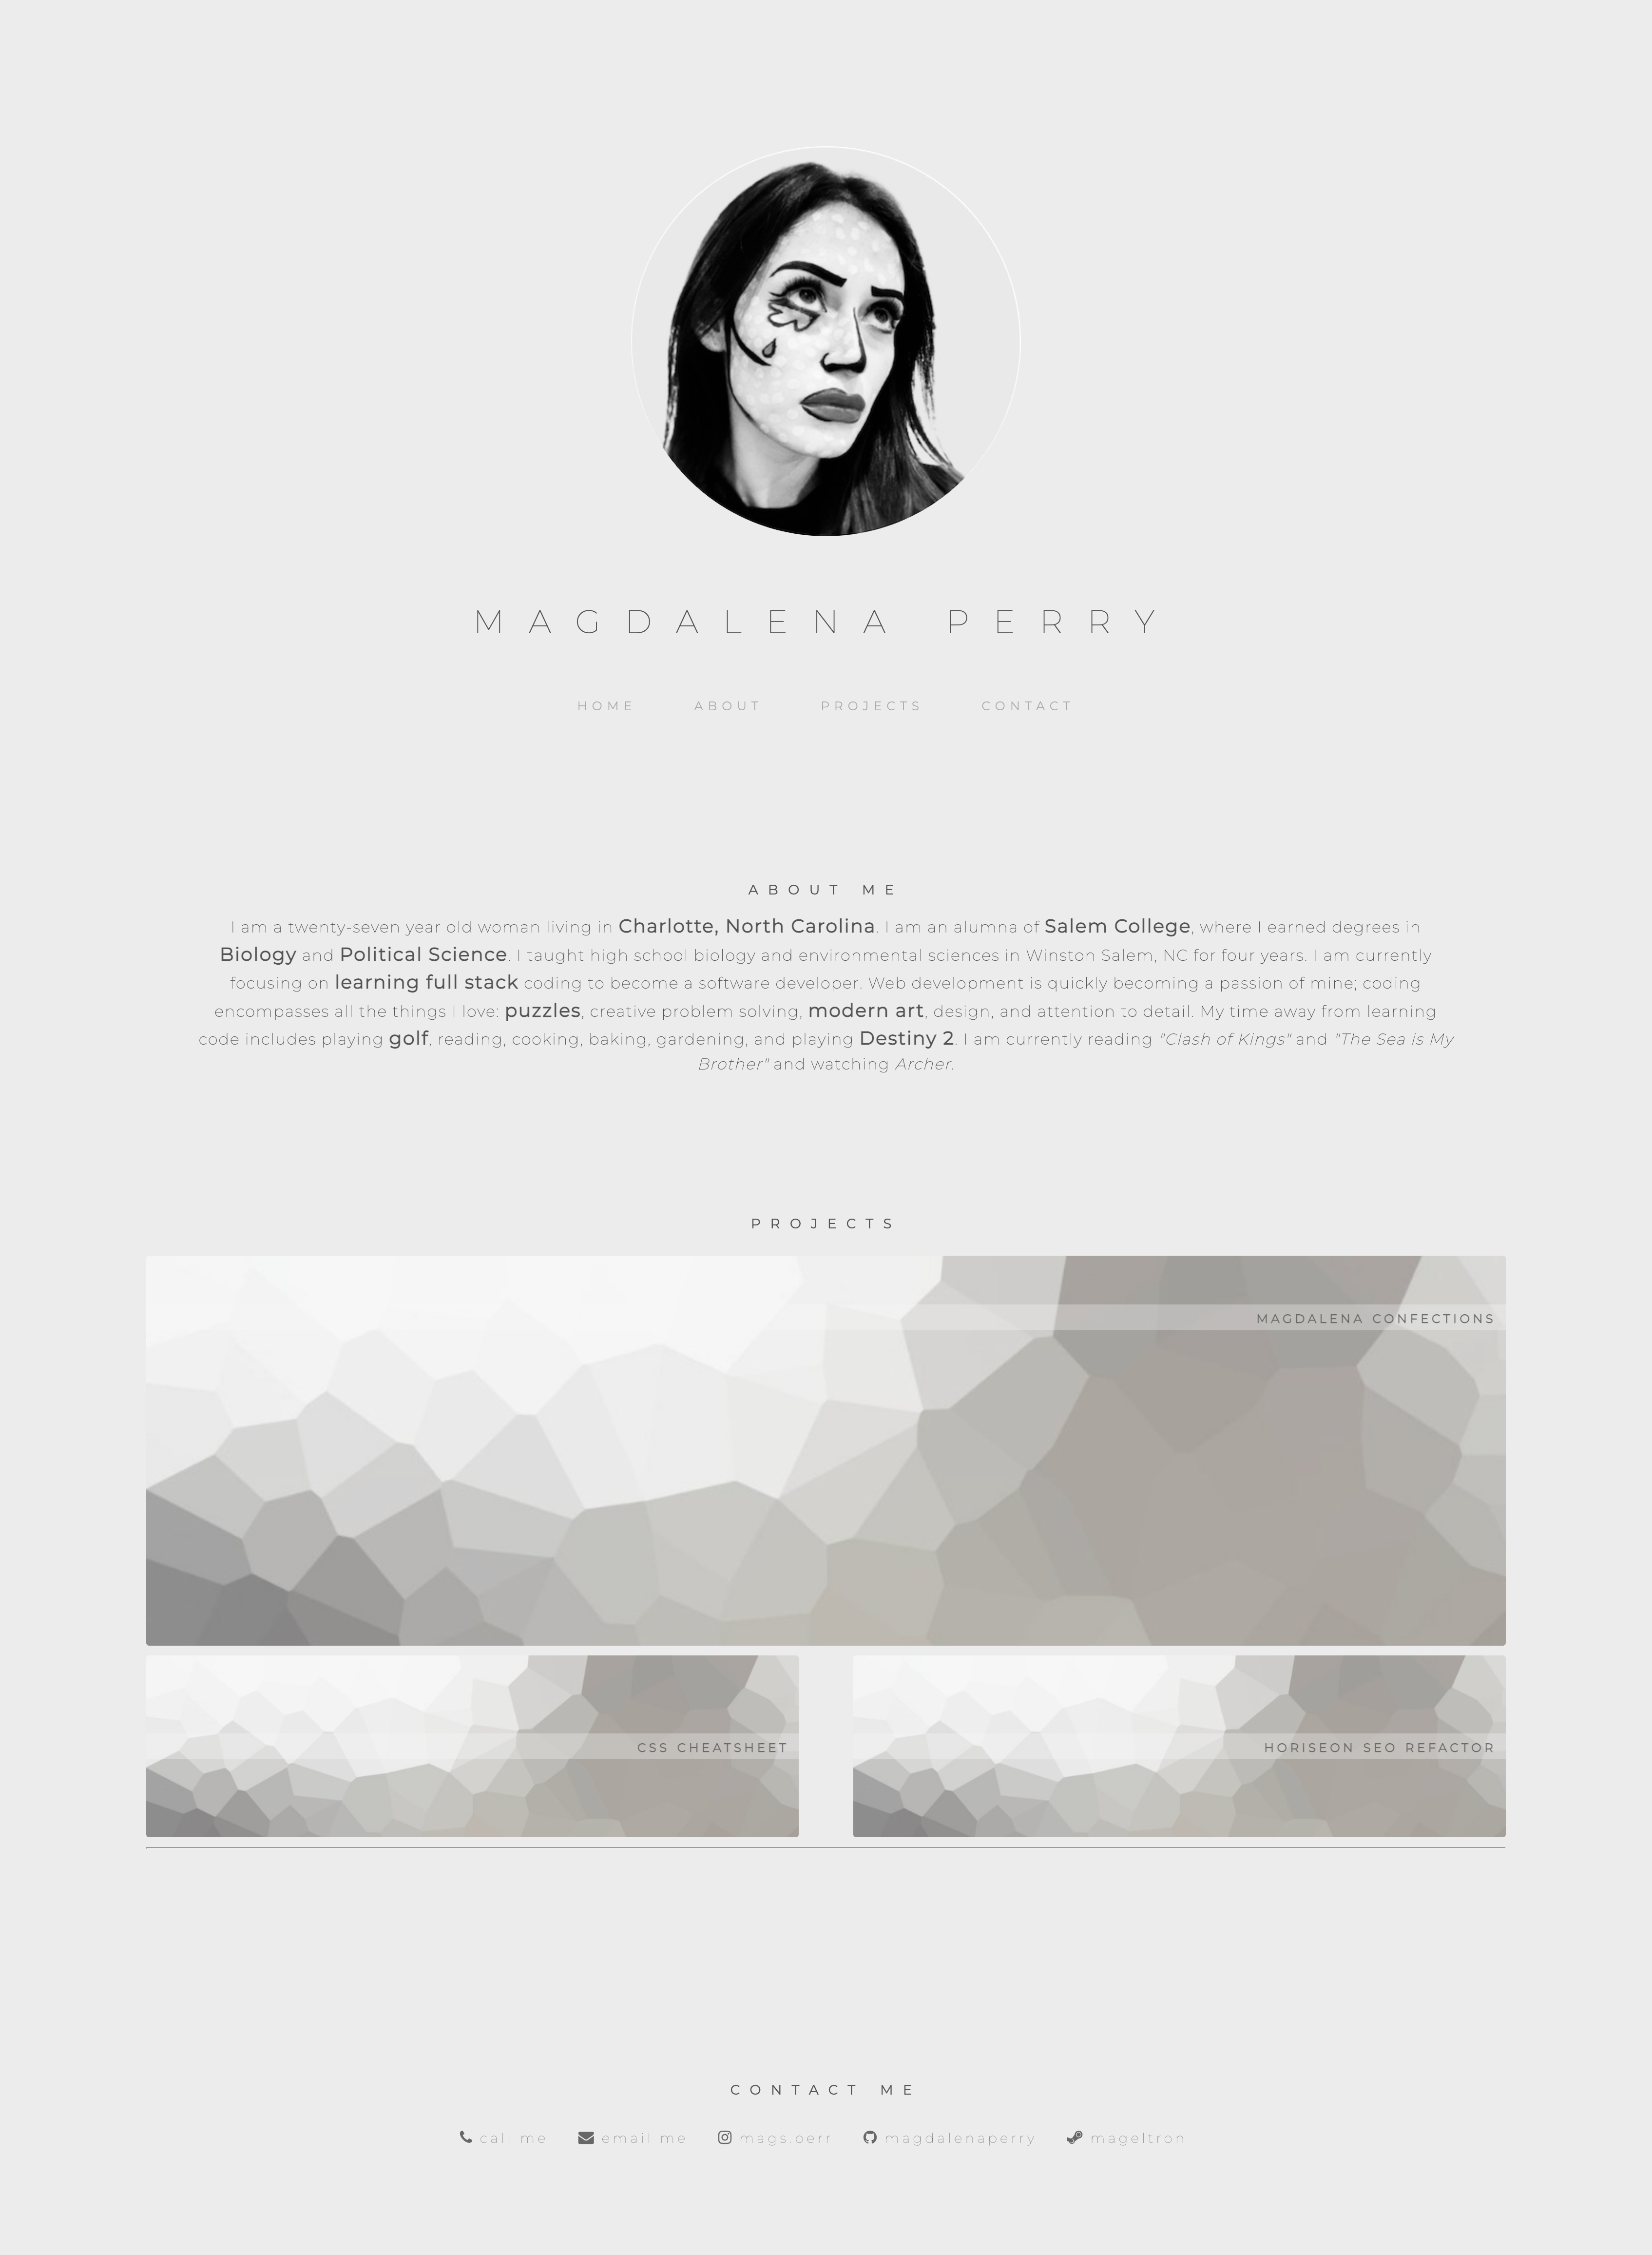 MAGDALENA PERRY
HOME ABOUT PROJECTS CONTACT
ABOUT ME
I am a twenty-seven year old woman living in Charlotte, North Carolina. I am an alumna of Salem College, where I earned degrees in
Biology and Political Science. I taught high school biology and environmental sciences in Winston Salem, NC for four years. I am currently
focusing on learning full stack coding to become a software developer. Web development is quickly becoming a passion of mine; coding
encompasses all the things I love: puzzles, creative problem solving, modern art, design, and attention to detail. My time away from learning
code includes playing golf, reading, cooking, baking, gardening, and playing Destiny 2. I am currently reading "Clash of Kings" and "The Sea is My
Brother" and watching Archer.
PROJECTS
MAGDALENA CONFECTIONS
CSS CHEATSHEET
HORISEON SEO REFACTOR
CONTACT ME
call me email me mags.perr magdalenaperry mageltron